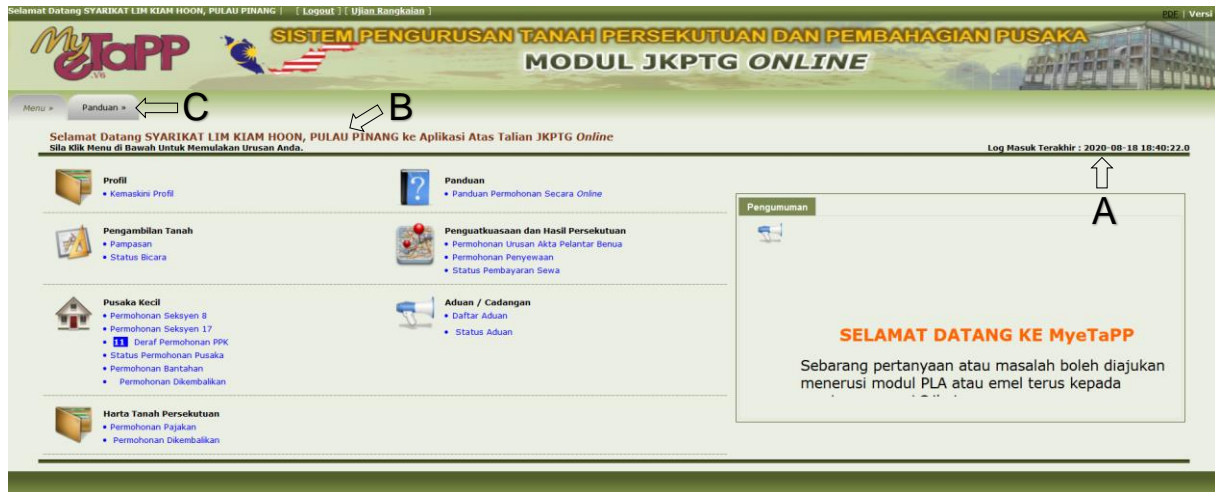 Selamat Datang SYARIKAT LIM KIAM HOON, PULAU PINANG | [ Logout ] [ Ujian Rangkaian ]
PDF | Versi
MyeTaPP
.V6
SISTEM PENGURUSAN TANAH PERSEKUTUAN DAN PEMBAHAGIAN PUSAKA
MODUL JKPTG ONLINE
Menu »
Panduan »
C
B
Selamat Datang SYARIKAT LIM KIAM HOON, PULAU PINANG ke Aplikasi Atas Talian JKPTG Online
Sila Klik Menu di Bawah Untuk Memulakan Urusan Anda.
Log Masuk Terakhir : 2020-08-18 18:40:22.0
A
Profil
• Kemaskini Profil
Panduan
• Panduan Permohonan Secara Online
Pengambilan Tanah
• Pampasan
• Status Bicara
Penguatkuasaan dan Hasil Persekutuan
• Permohonan Urusan Akta Pelantar Benua
• Permohonan Penyewaan
• Status Pembayaran Sewa
Pusaka Kecil
• Permohonan Seksyen 8
• Permohonan Seksyen 17
• 11 Deraf Permohonan PPK
• Status Permohonan Pusaka
• Permohonan Bantahan
• Permohonan Dikembalikan
Aduan / Cadangan
• Daftar Aduan
• Status Aduan
Harta Tanah Persekutuan
• Permohonan Pajakan
• Permohonan Dikembalikan
Pengumuman
SELAMAT DATANG KE MyeTaPP
Sebarang pertanyaan atau masalah boleh diajukan
menerusi modul PLA atau emel terus kepada